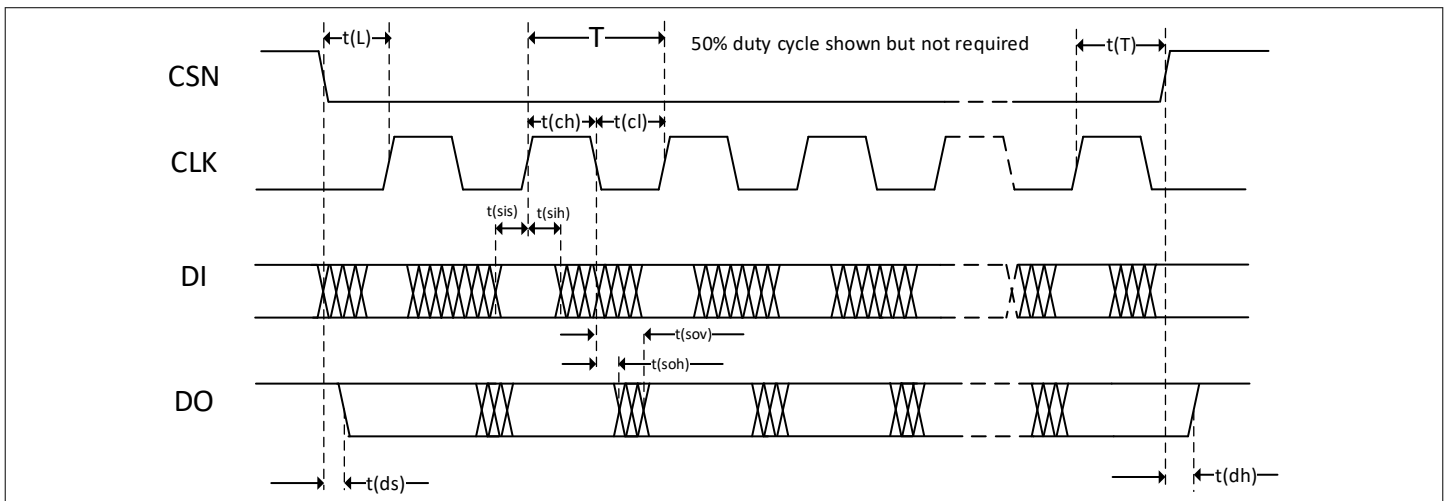 t(L)
T
50% duty cycle shown but not required
t(T)
CSN
t(ch)
t(cl)
CLK
t(sis)
t(sih)
DI
t(sov)
t(soh)
DO
t(ds)
t(dh)